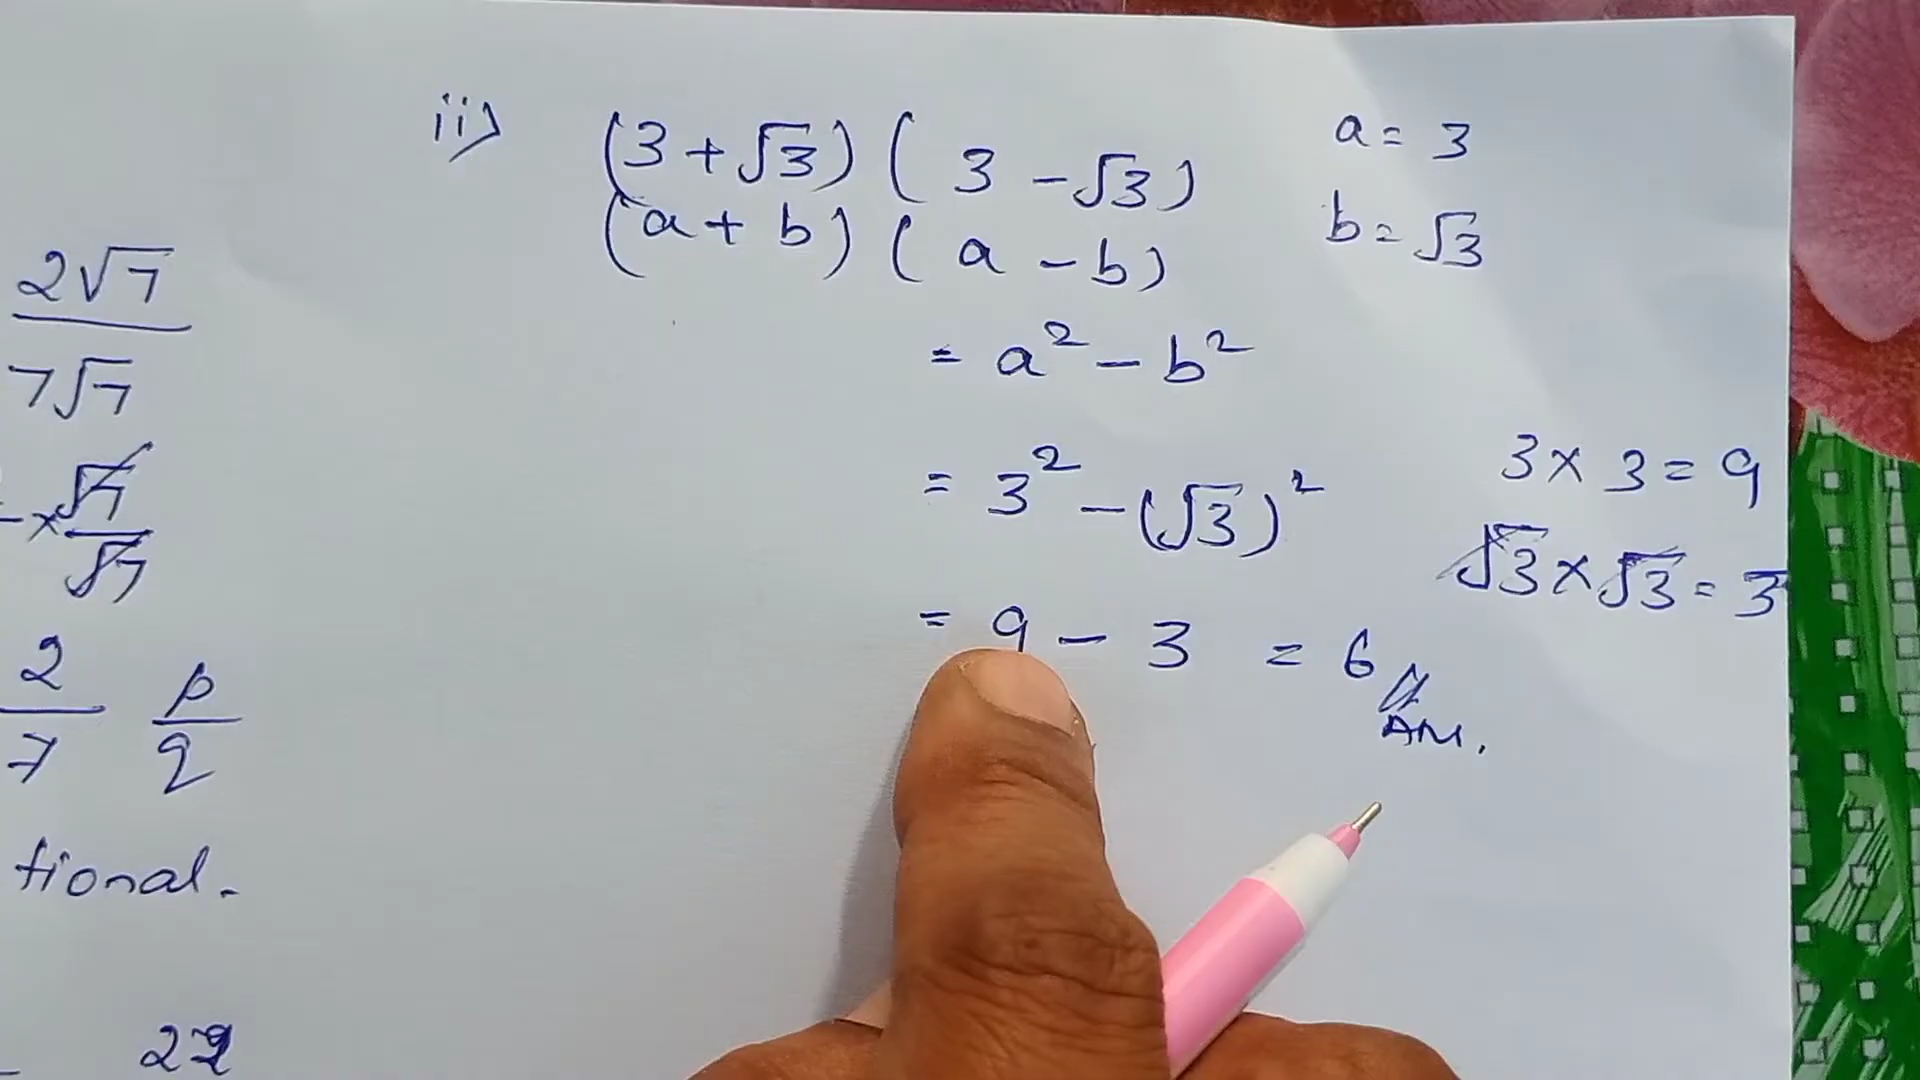 ii)
(3 + √3) ( 3 - √3)
(a + b) ( a - b)
= a² - b²
= 3² - (√3)²
= 9 - 3 = 6
Ans.
a = 3
b = √3
3 × 3 = 9
√3 × √3 = 3
2√7
7√7
× √7
√7
2
7
p
q
tional.